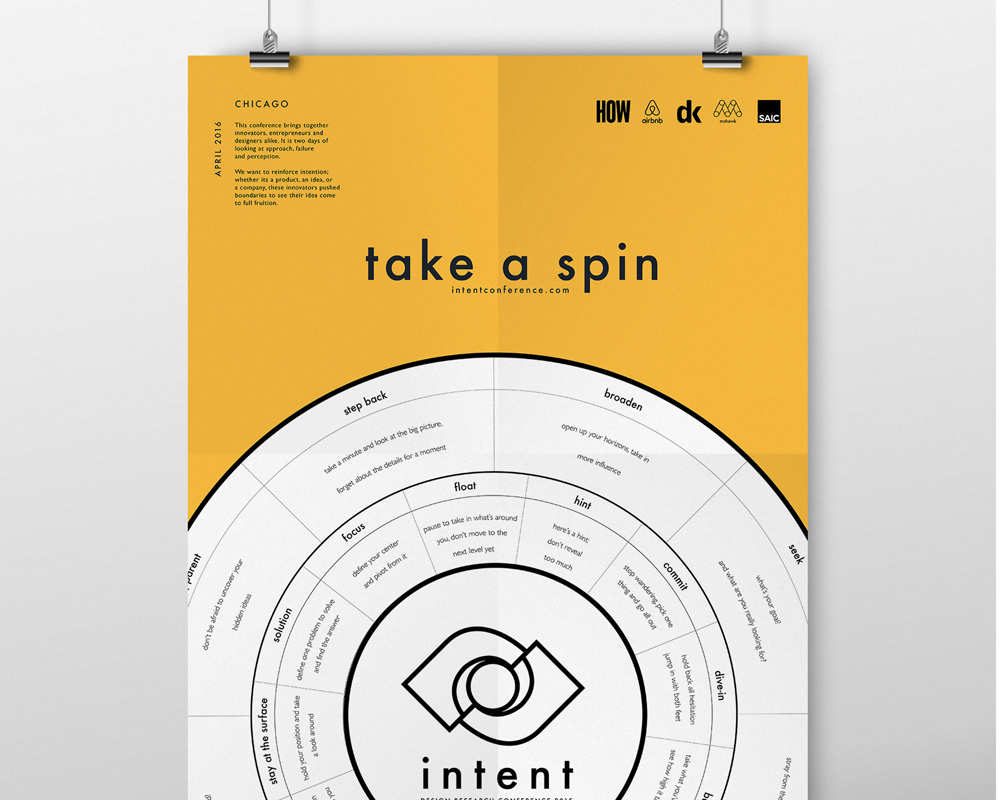 CHICAGO
APRIL 2016
This conference brings together
innovators, entrepreneurs and
designers alike. It is two days of
looking at approach, failure
and perception.
We want to reinforce intention;
whether its a product, an idea, or
a company, these innovators pushed
boundaries to see their idea come
to full fruition.
HOW
airbnb
dk
SAIC
take a spin
intentconference.com
step back
take a minute and look at the big picture.
forget about the details for a moment
broaden
open up your horizons, take in
more influence
seek
what's your goal?
and what are you really looking for?
don't be afraid to uncover your
hidden ideas
float
pause to take in what's around
you, don't move to the
next level yet
hint
here's a hint:
don't reveal
too much
focus
define your center
and pivot from it
commit
stop wandering, pick one
thing and go all out
solution
define one problem to solve
and find the answer
dive-in
hold back all hesitation
jump in with both feet
stay at the surface
hold your position and take
a look around
take what you
see how high it
stray from the
intent
DESIGN RESEARCH CONFERENCE 2016